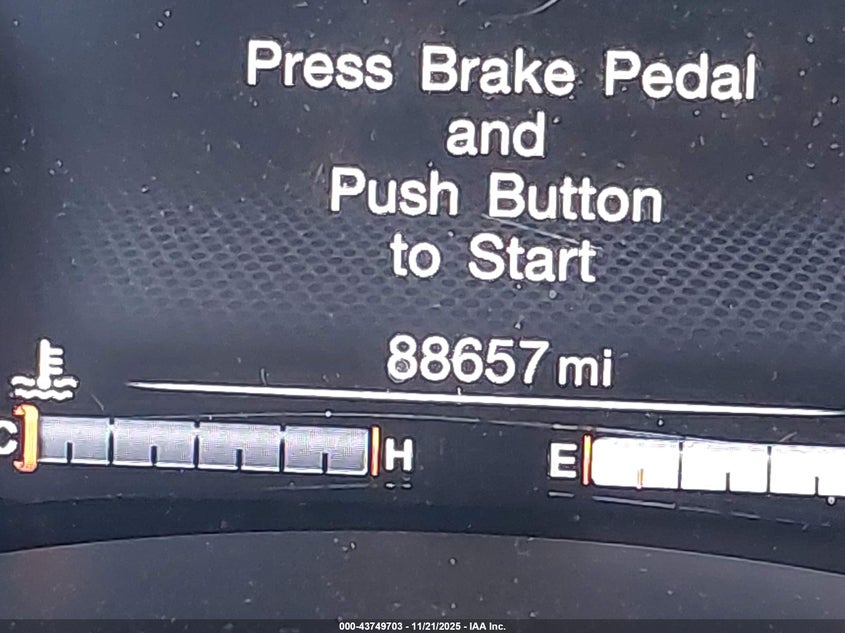 Press Brake Pedal
and
Push Button
to Start
88657 mi
C H E
000-43749703 - 11/21/2025 - IAA Inc.